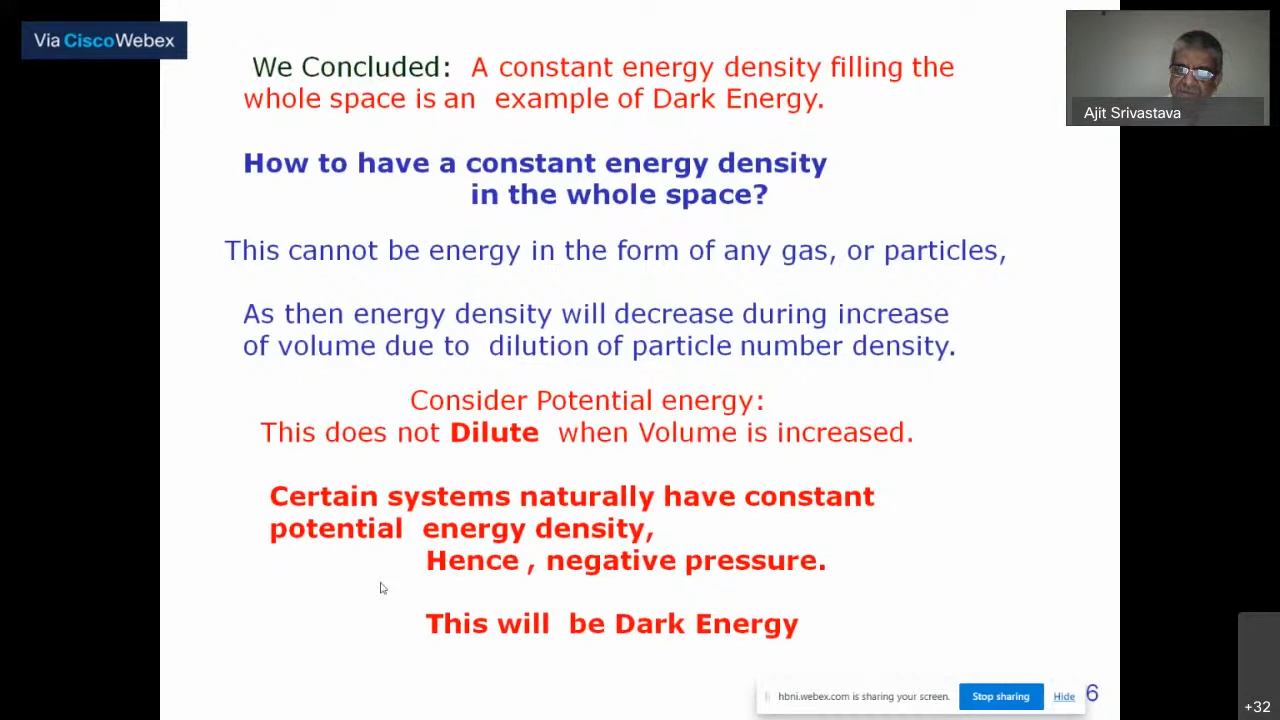 Via CiscoWebex
Ajit Srivastava
We Concluded: A constant energy density filling the
whole space is an example of Dark Energy.
How to have a constant energy density
in the whole space?
This cannot be energy in the form of any gas, or particles,
As then energy density will decrease during increase
of volume due to dilution of particle number density.
Consider Potential energy:
This does not Dilute when Volume is increased.
Certain systems naturally have constant
potential energy density,
Hence , negative pressure.
This will be Dark Energy
hbni.webex.com is sharing your screen.
Stop sharing
Hide
6
+32